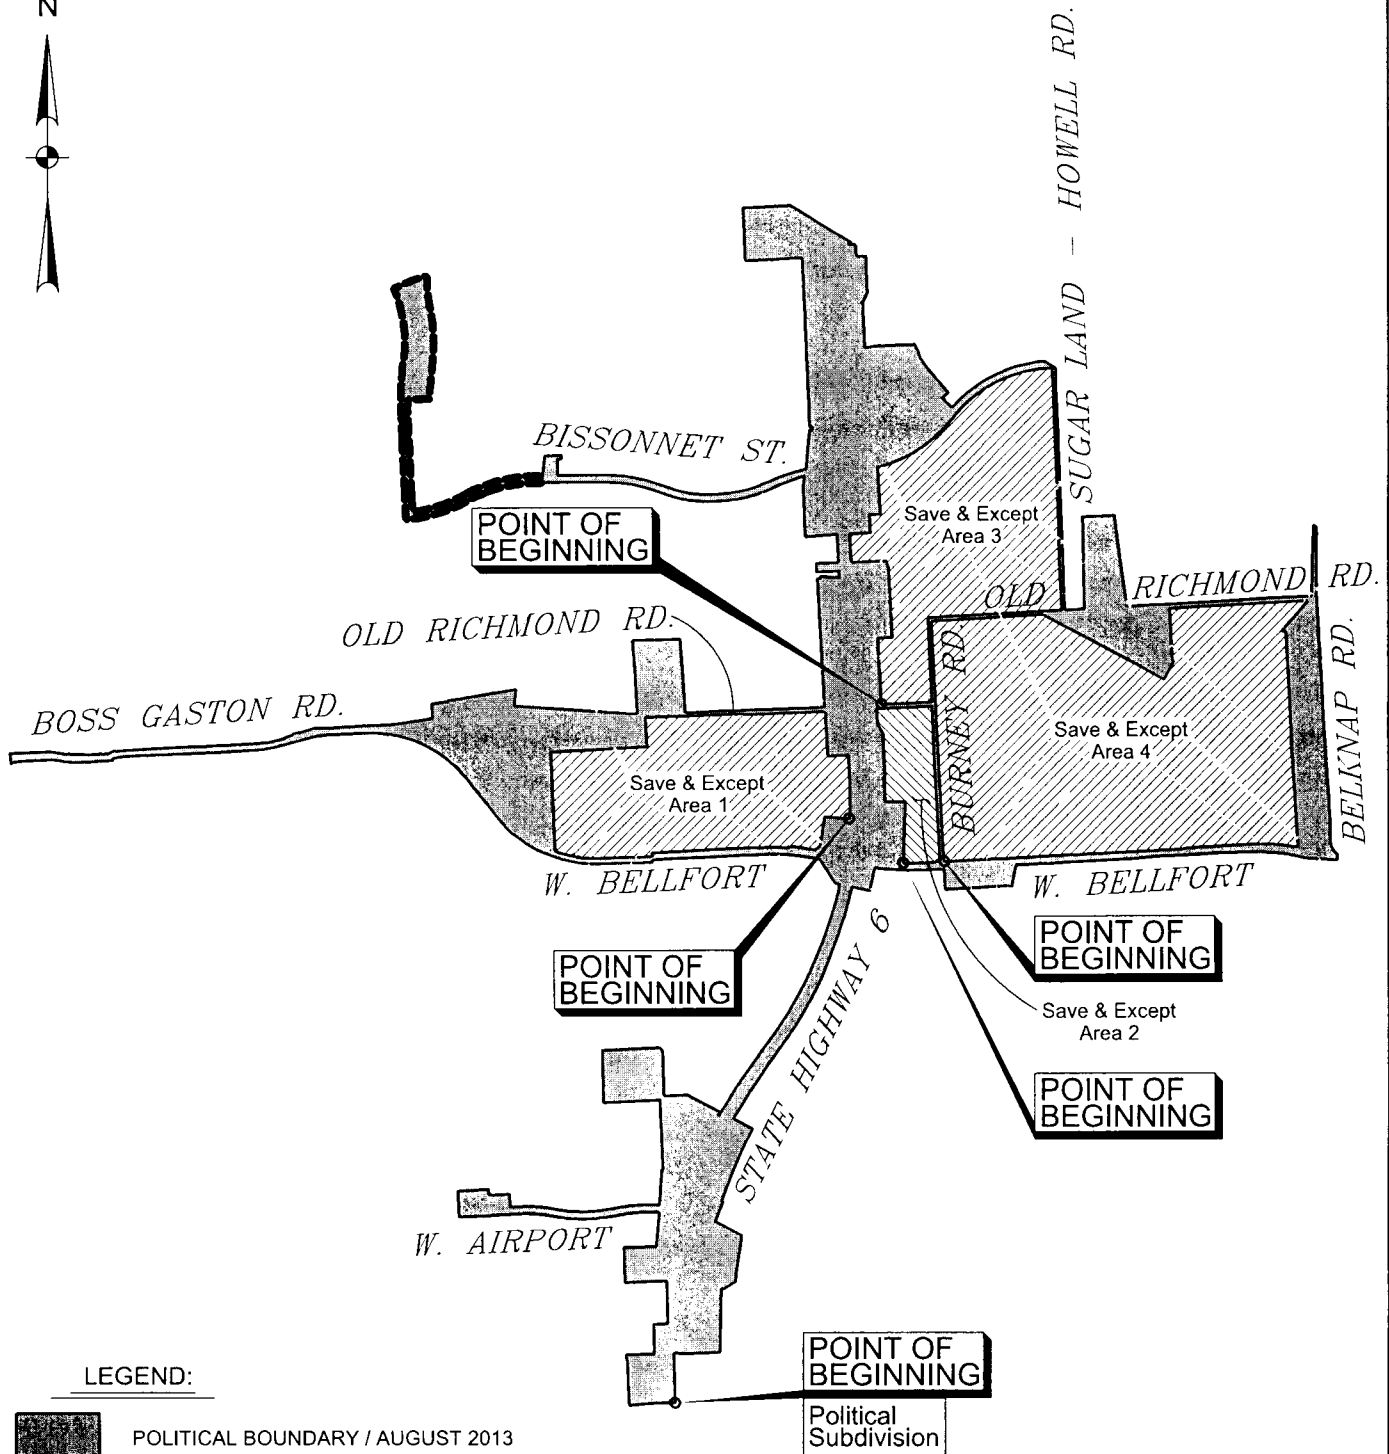 N
SUGAR LAND - HOWELL RD.
BISSONNET ST.
POINT OF
BEGINNING
Save & Except
Area 3
OLD RICHMOND RD.
OLD RICHMOND RD.
BOSS GASTON RD.
BURNEY RD.
BELKNAP RD.
Save & Except
Area 1
Save & Except
Area 4
W. BELLFORT
W. BELLFORT
POINT OF
BEGINNING
POINT OF
BEGINNING
STATE HIGHWAY 6
Save & Except
Area 2
POINT OF
BEGINNING
W. AIRPORT
POINT OF
BEGINNING
Political
Subdivision
LEGEND:
POLITICAL BOUNDARY / AUGUST 2013